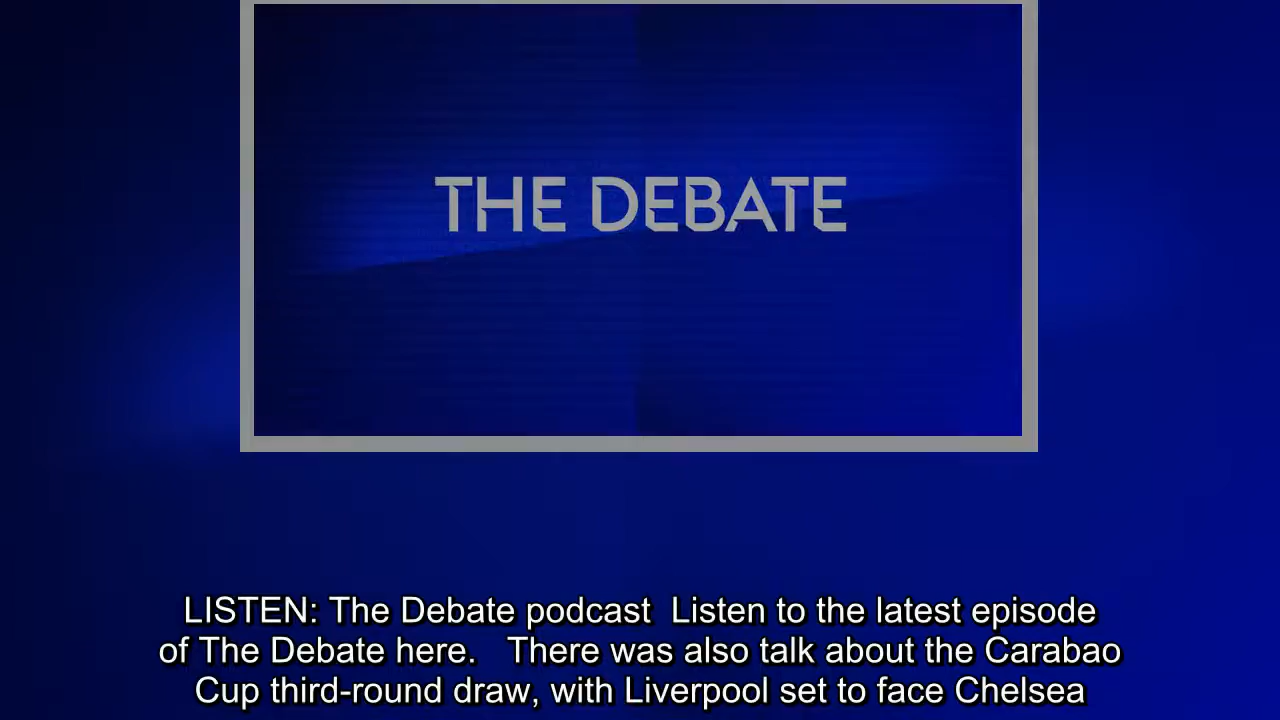 THE DEBATE
LISTEN: The Debate podcast  Listen to the latest episode
of The Debate here.   There was also talk about the Carabao
Cup third-round draw, with Liverpool set to face Chelsea